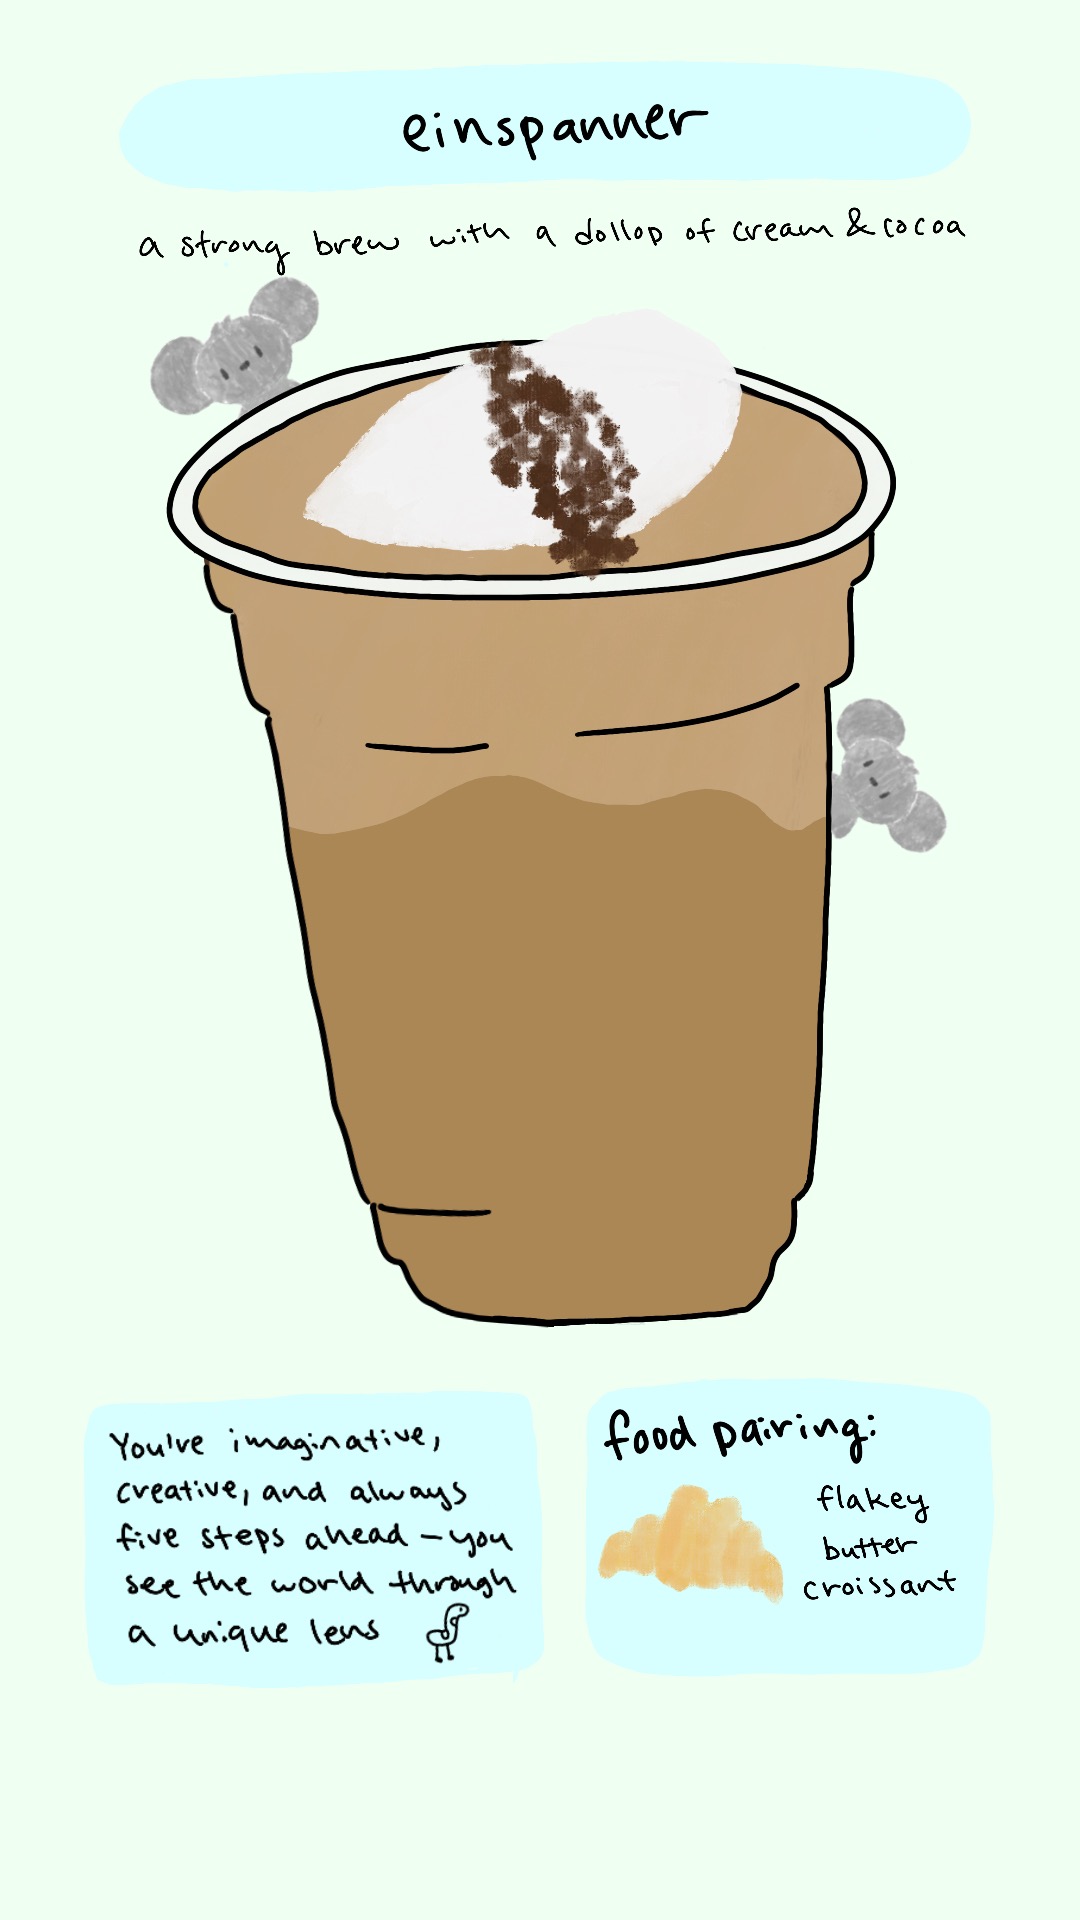 einspanner
a strong brew with a dollop of cream & cocoa
You're imaginative,
creative, and always
five steps ahead – you
see the world through
a unique lens
food pairing:
flakey
butter
croissant